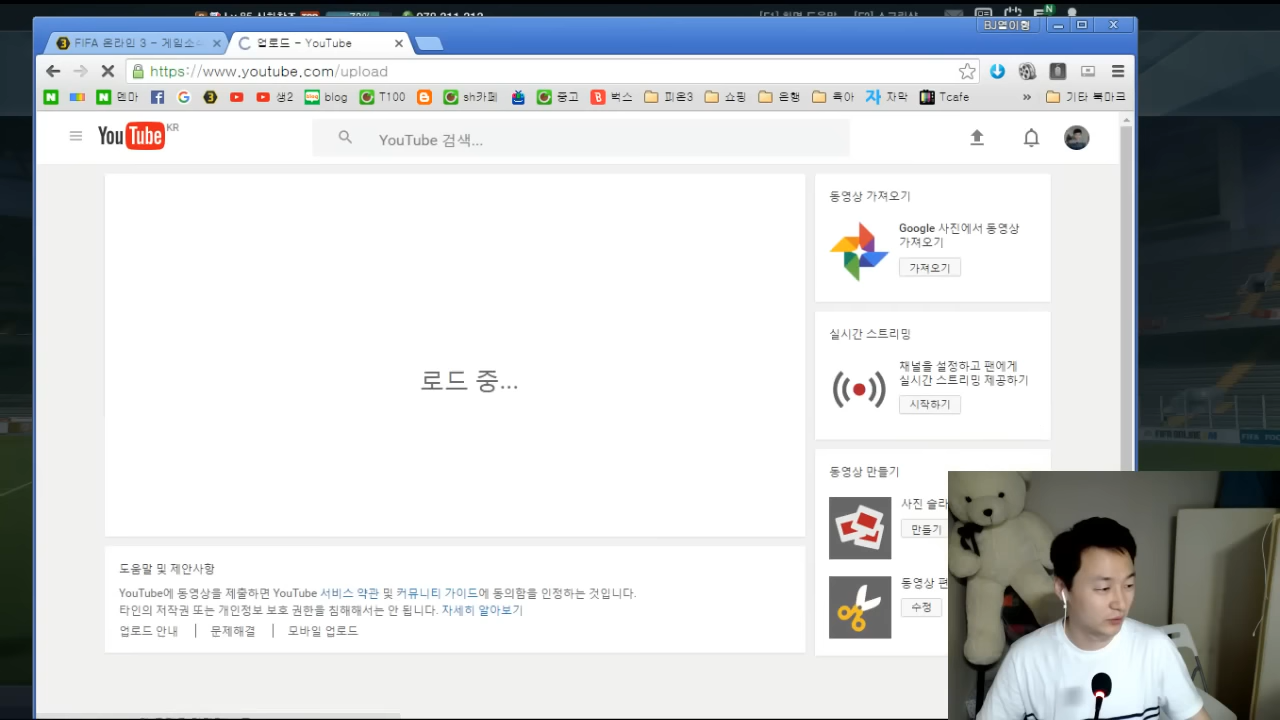 BJ열이형
FIFA 온라인 3 - 게임소
업로드 - YouTube
https://www.youtube.com/upload
덴마
생2
blog
T100
sh카페
중고
벅스
피온3
쇼핑
은행
육아
자막
Tcafe
»
기타 북마크
YouTube KR
YouTube 검색...
로드 중...
동영상 가져오기
Google 사진에서 동영상
가져오기
가져오기
실시간 스트리밍
채널을 설정하고 팬에게
실시간 스트리밍 제공하기
시작하기
동영상 만들기
사진 슬라
만들기
동영상 편
수정
도움말 및 제안사항
YouTube에 동영상을 제출하면 YouTube 서비스 약관 및 커뮤니티 가이드에 동의함을 인정하는 것입니다.
타인의 저작권 또는 개인정보 보호 권한을 침해해서는 안 됩니다. 자세히 알아보기
업로드 안내 | 문제해결 | 모바일 업로드